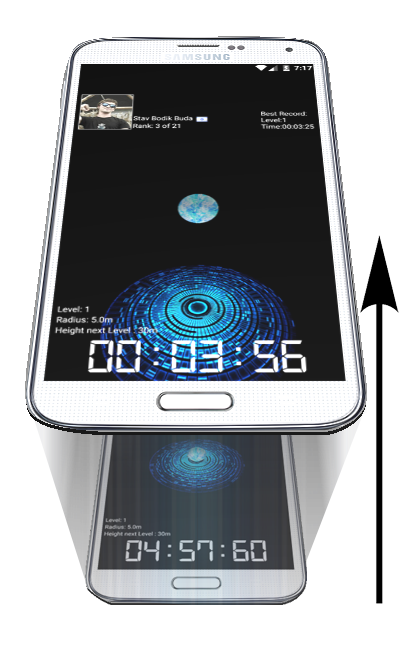 SAMSUNG
7:17
Stav Bodik Buda
Rank: 3 of 21
Best Record:
Level:1
Time:00:03:25
Level: 1
Radius: 5.0m
Height next Level : 30m
00:03:56
Level: 1
Radius: 5.0m
Height next Level : 30m
04:57:60